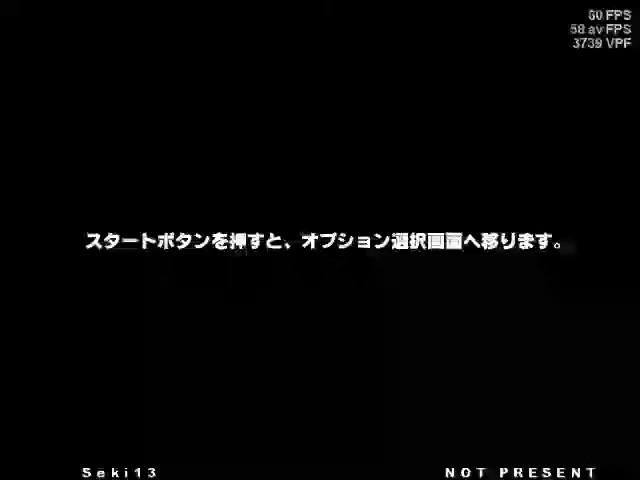 60 FPS
58 av FPS
3739 VPF
スタートボタンを押すと、オプション選択画面へ移ります。
Seki13
NOT PRESENT